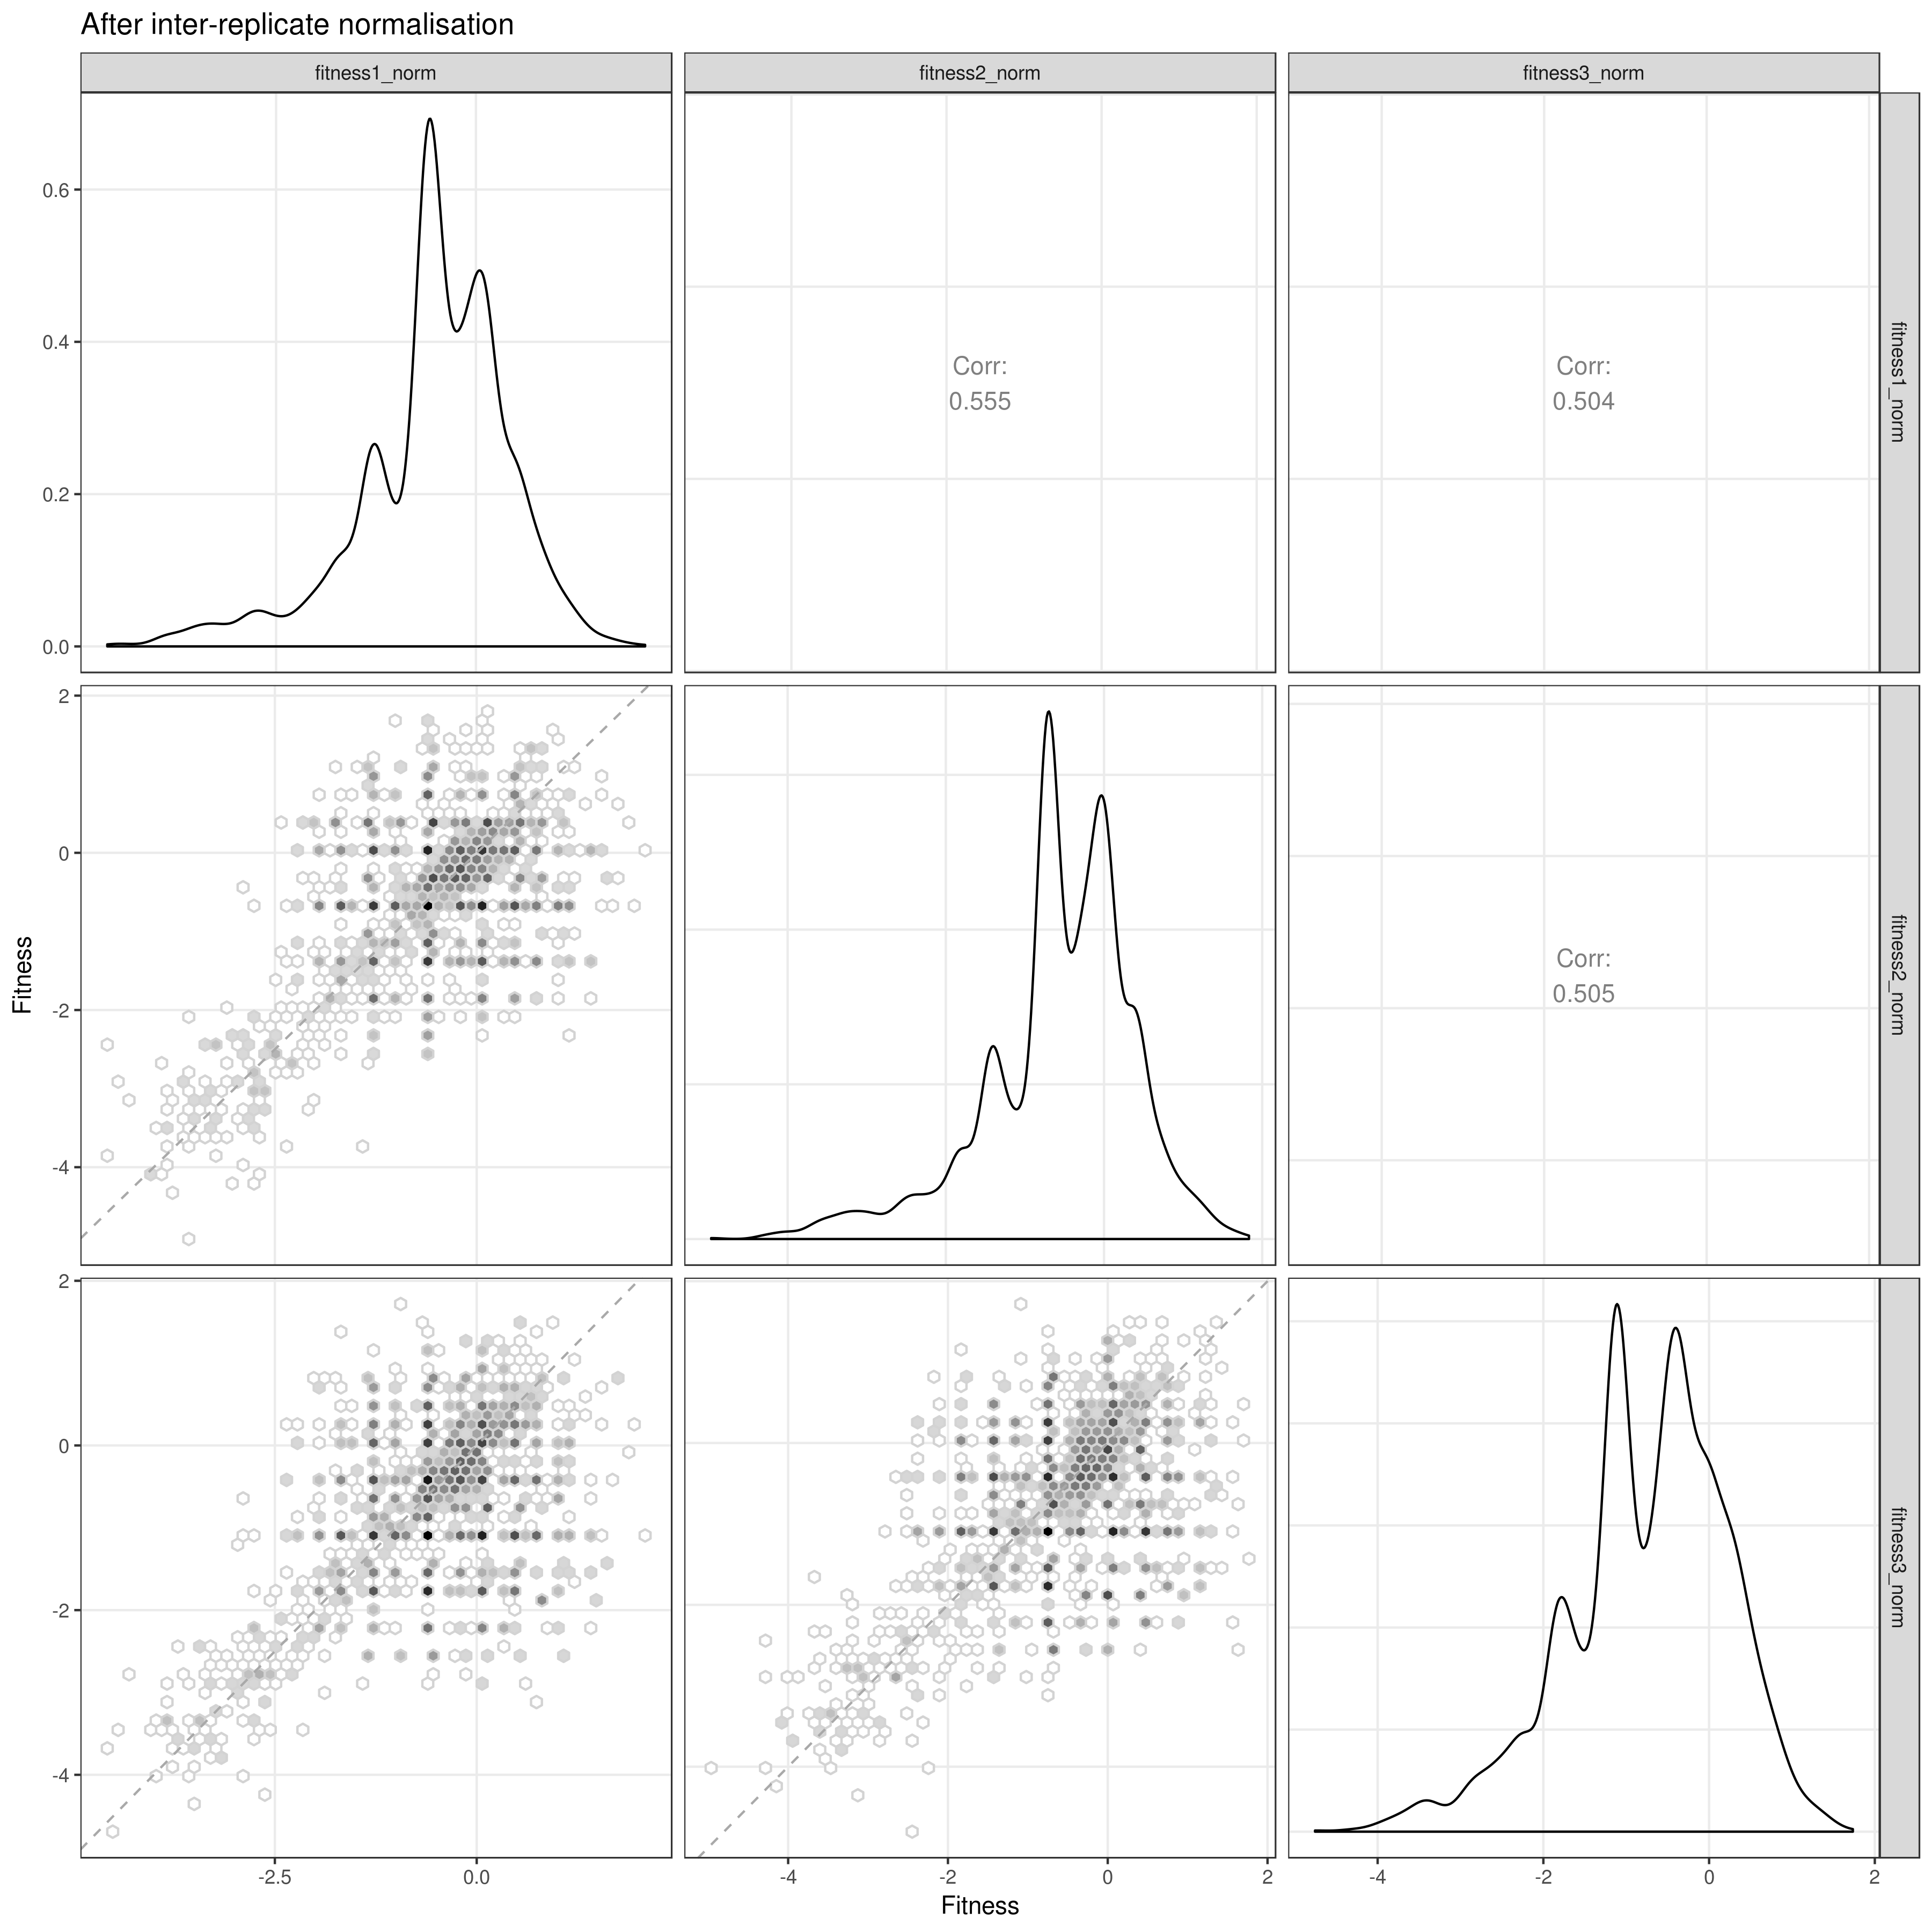 After inter-replicate normalisation
fitness1_norm fitness2_norm fitness3_norm
0.6
0.4
0.2
0.0
Corr:
0.555
Corr:
0.504
fitness1_norm
2
0
-2
-4
Corr:
0.505
fitness2_norm
Fitness
2
0
-2
-4
fitness3_norm
-2.5 0.0 -4 -2 0 2 -4 -2 0 2
Fitness